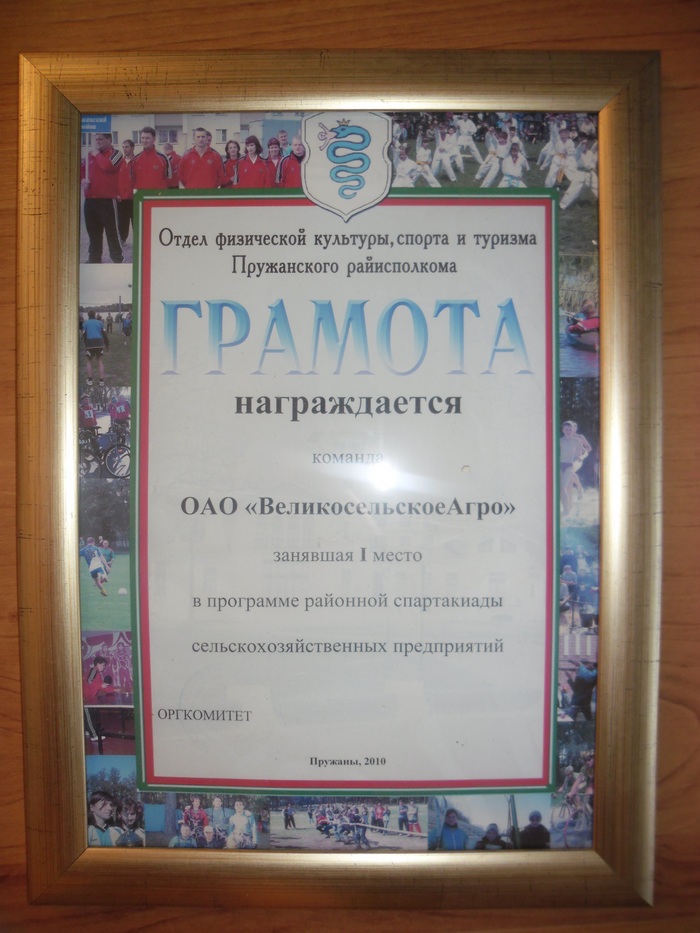 Отдел физической культуры, спорта и туризма
Пружанского райисполкома
ГРАМОТА
награждается
команда
ОАО «ВеликосельскоеАгро»
занявшая I место
в программе районной спартакиады
сельскохозяйственных предприятий
ОРГКОМИТЕТ
Пружаны, 2010